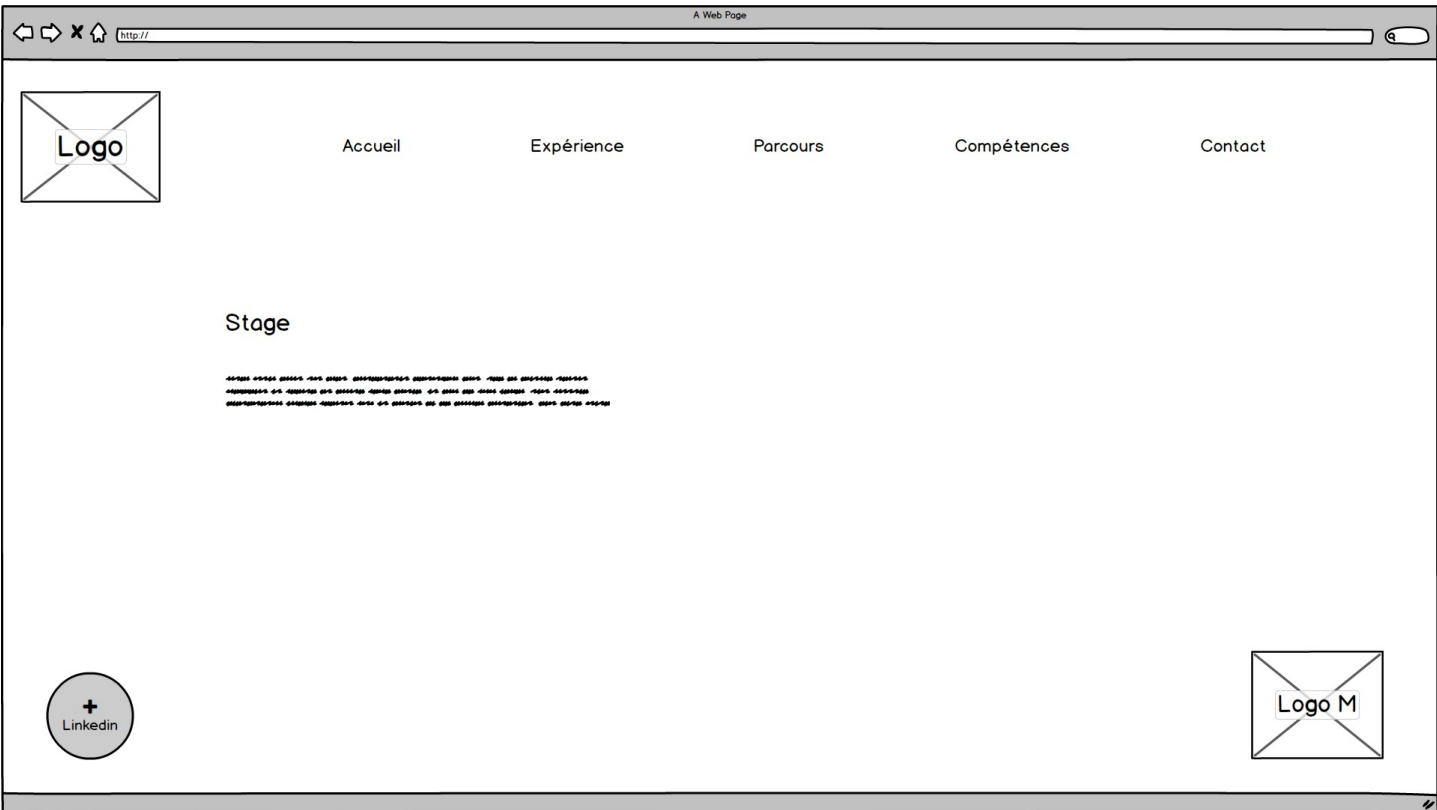 A Web Page
http://
Logo
Accueil Expérience Parcours Compétences Contact
Stage
Linkedin
Logo M